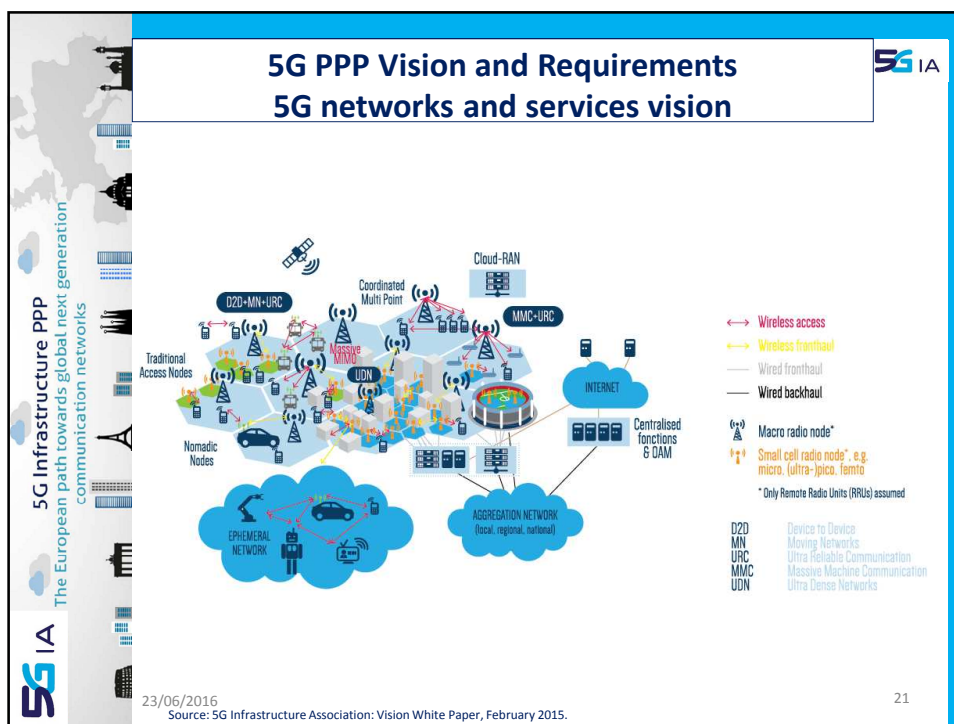 5G PPP Vision and Requirements
5G networks and services vision
5G IA
5G Infrastructure PPP
The European path towards global next generation
communication networks
5G IA
Cloud-RAN
Coordinated
Multi Point
D2D+MN+URC
MMC+URC
Massive
MIMO
UDN
Traditional
Access Nodes
Nomadic
Nodes
INTERNET
Centralised
fonctions
& OAM
EPHEMERAL
NETWORK
AGGREGATION NETWORK
(local, regional, national)
Wireless access
Wireless fronthaul
Wired fronthaul
Wired backhaul
Macro radio node*
Small cell radio node*, e.g.
micro, (ultra-)pico, femto
* Only Remote Radio Units (RRUs) assumed
D2D Device to Device
MN Moving Networks
URC Ultra Reliable Communication
MMC Massive Machine Communication
UDN Ultra Dense Networks
23/06/2016
21
Source: 5G Infrastructure Association: Vision White Paper, February 2015.